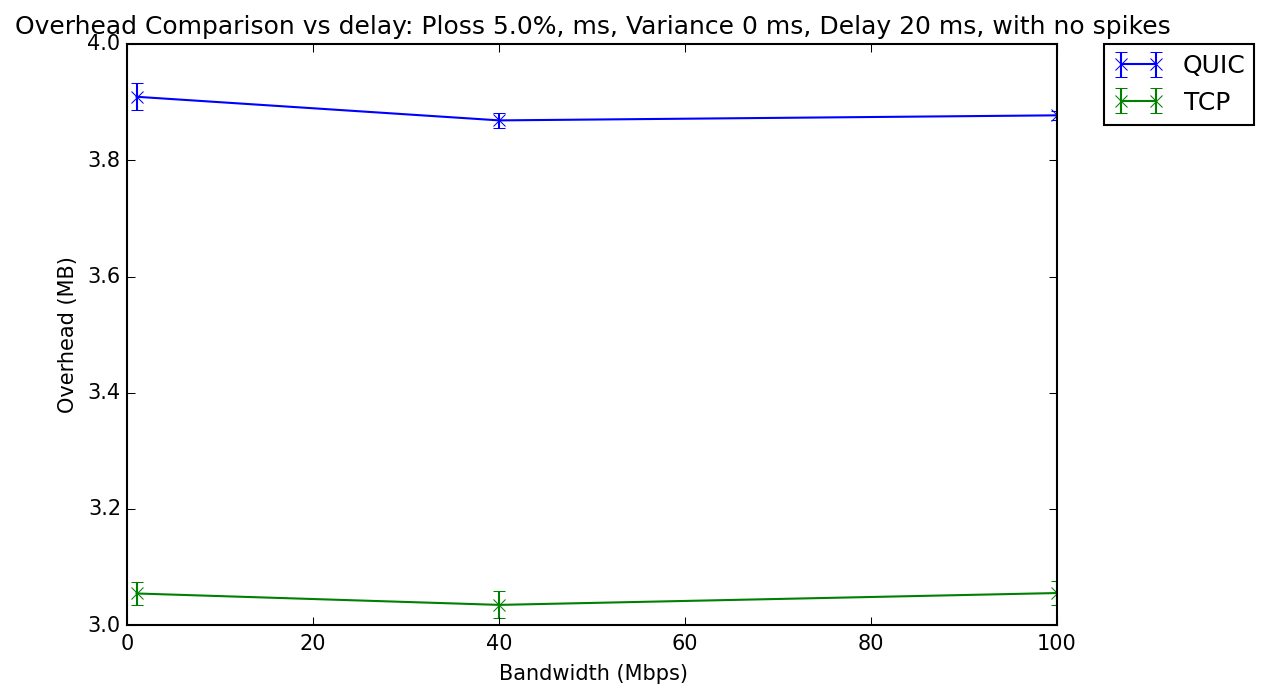 Overhead Comparison vs delay: Ploss 5.0%, ms, Variance 0 ms, Delay 20 ms, with no spikes
QUIC
TCP
4.0
3.8
3.6
3.4
3.2
3.0
Overhead (MB)
0 20 40 60 80 100
Bandwidth (Mbps)